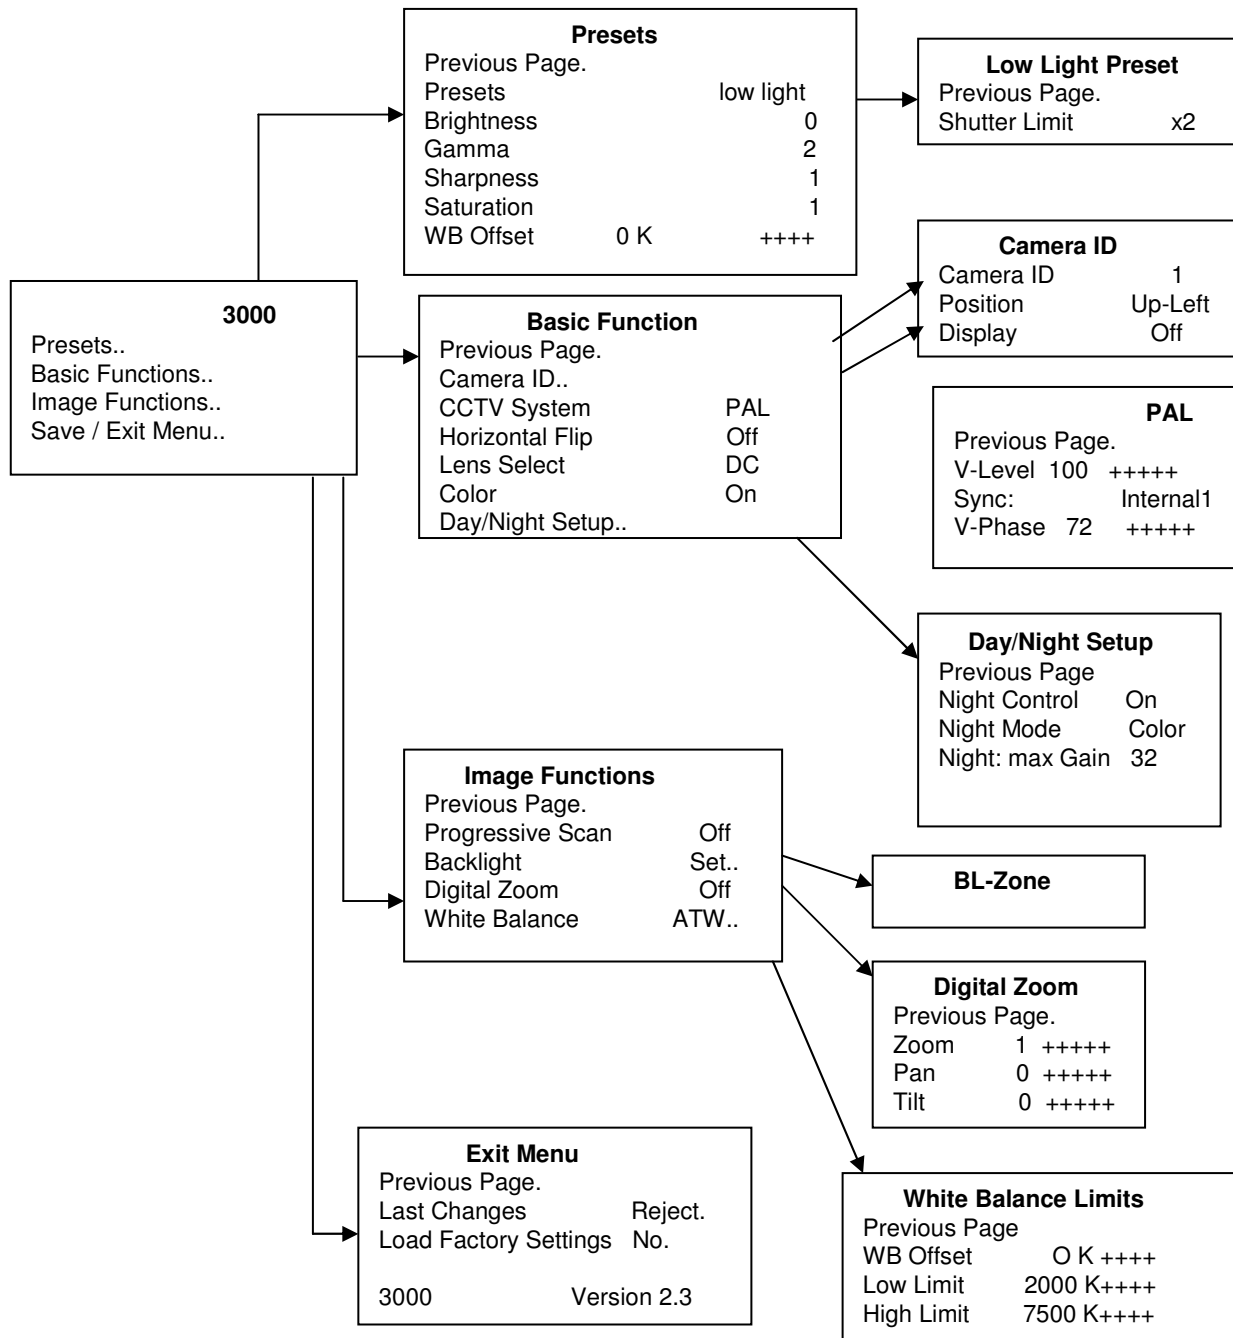 3000
Presets..
Basic Functions..
Image Functions..
Save / Exit Menu..
Presets
Previous Page.
Presets low light
Brightness 0
Gamma 2
Sharpness 1
Saturation 1
WB Offset 0 K ++++
Low Light Preset
Previous Page.
Shutter Limit x2
Basic Function
Previous Page.
Camera ID..
CCTV System PAL
Horizontal Flip Off
Lens Select DC
Color On
Day/Night Setup..
Camera ID
Camera ID 1
Position Up-Left
Display Off
PAL
Previous Page.
V-Level 100 +++++
Sync: Internal1
V-Phase 72 +++++
Day/Night Setup
Previous Page
Night Control On
Night Mode Color
Night: max Gain 32
Image Functions
Previous Page.
Progressive Scan Off
Backlight Set..
Digital Zoom Off
White Balance ATW..
BL-Zone
Digital Zoom
Previous Page.
Zoom 1 +++++
Pan 0 +++++
Tilt 0 +++++
White Balance Limits
Previous Page
WB Offset O K ++++
Low Limit 2000 K++++
High Limit 7500 K++++
Exit Menu
Previous Page.
Last Changes Reject.
Load Factory Settings No.
3000 Version 2.3